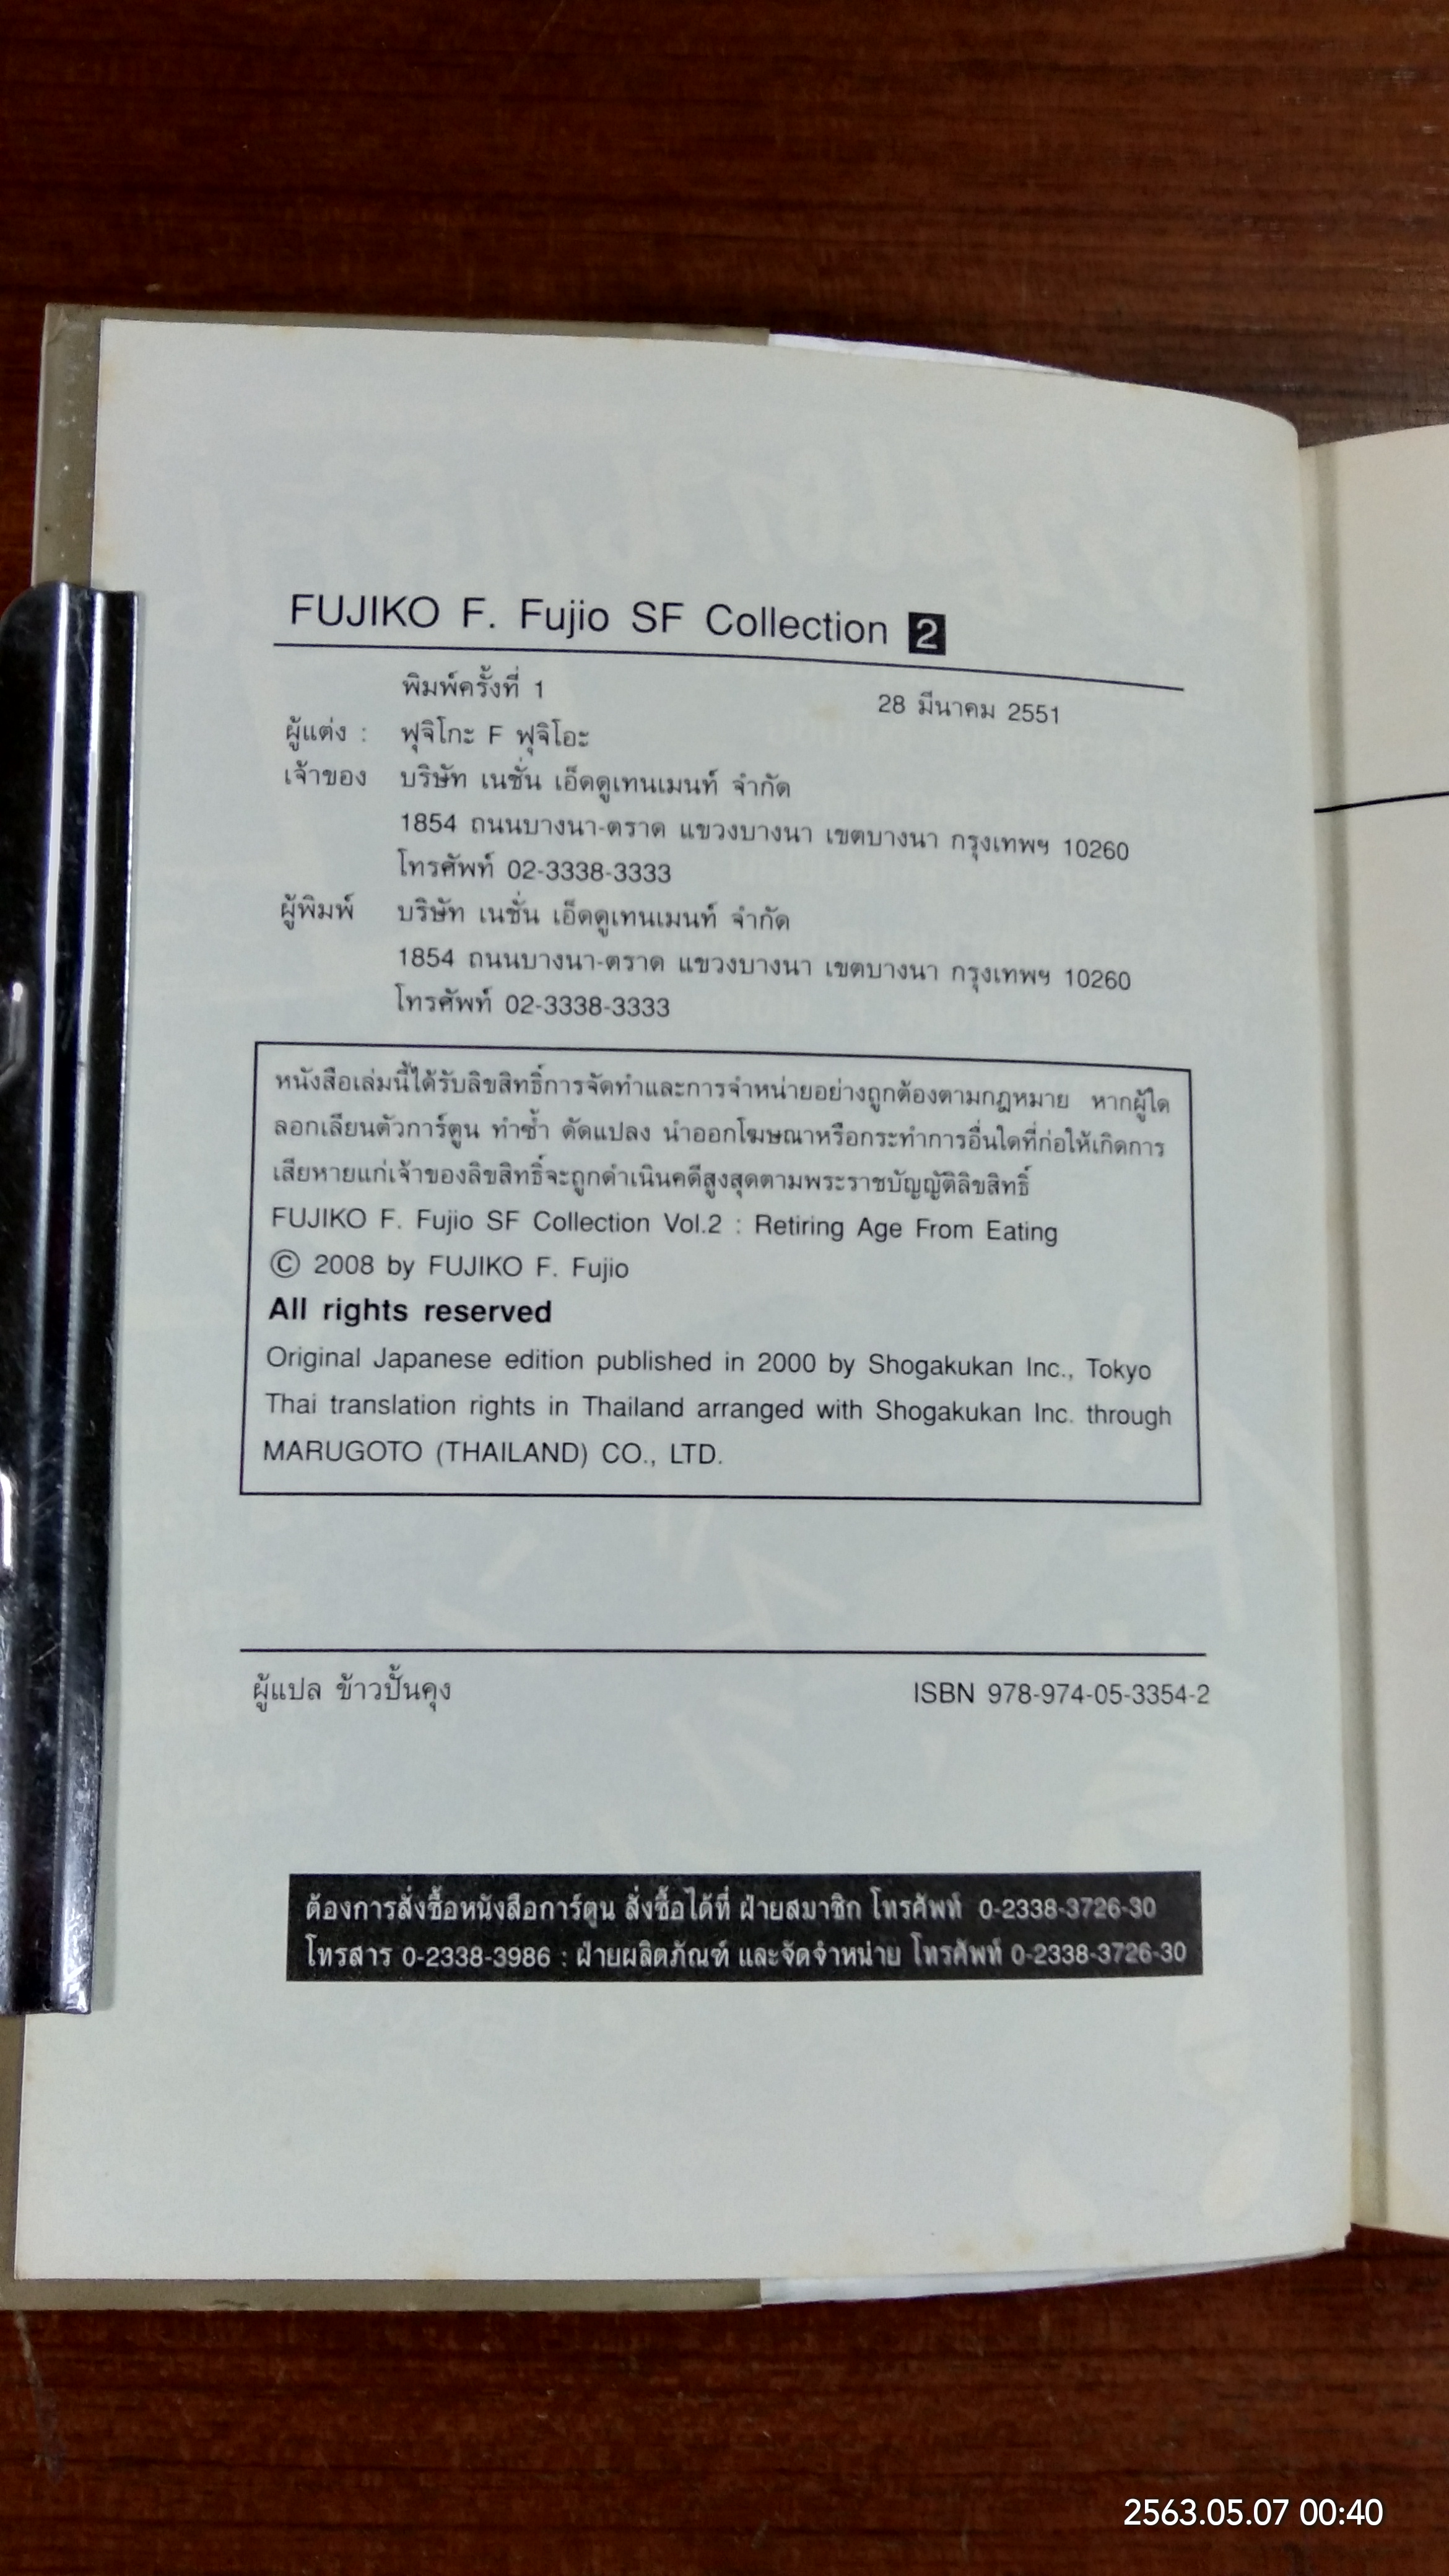 FUJIKO F. Fujio SF Collection 2
พิมพ์ครั้งที่ 1 28 มีนาคม 2551
ผู้แต่ง : ฟุจิโกะ F ฟุจิโอะ
เจ้าของ บริษัท เนชั่น เอ็ดดูเทนเมนท์ จำกัด
1854 ถนนบางนา-ตราด แขวงบางนา เขตบางนา กรุงเทพฯ 10260
โทรศัพท์ 02-3338-3333
ผู้พิมพ์ บริษัท เนชั่น เอ็ดดูเทนเมนท์ จำกัด
1854 ถนนบางนา-ตราด แขวงบางนา เขตบางนา กรุงเทพฯ 10260
โทรศัพท์ 02-3338-3333
หนังสือเล่มนี้ได้รับลิขสิทธิ์การจัดทำและการจำหน่ายอย่างถูกต้องตามกฎหมาย หากผู้ใด
ลอกเลียนตัวการ์ตูน ทำซ้ำ ดัดแปลง นำออกโฆษณาหรือกระทำการอื่นใดที่ก่อให้เกิดการ
เสียหายแก่เจ้าของลิขสิทธิ์จะถูกดำเนินคดีสูงสุดตามพระราชบัญญัติลิขสิทธิ์
FUJIKO F. Fujio SF Collection Vol.2 : Retiring Age From Eating
© 2008 by FUJIKO F. Fujio
All rights reserved
Original Japanese edition published in 2000 by Shogakukan Inc., Tokyo
Thai translation rights in Thailand arranged with Shogakukan Inc. through
MARUGOTO (THAILAND) CO., LTD.
ผู้แปล ข้าวปั้นคุง ISBN 978-974-05-3354-2
ต้องการสั่งซื้อหนังสือการ์ตูน สั่งซื้อได้ที่ ฝ่ายสมาชิก โทรศัพท์ 0-2338-3726-30
โทรสาร 0-2338-3986 : ฝ่ายผลิตภัณฑ์ และจัดจำหน่าย โทรศัพท์ 0-2338-3726-30
2563.05.07 00:40